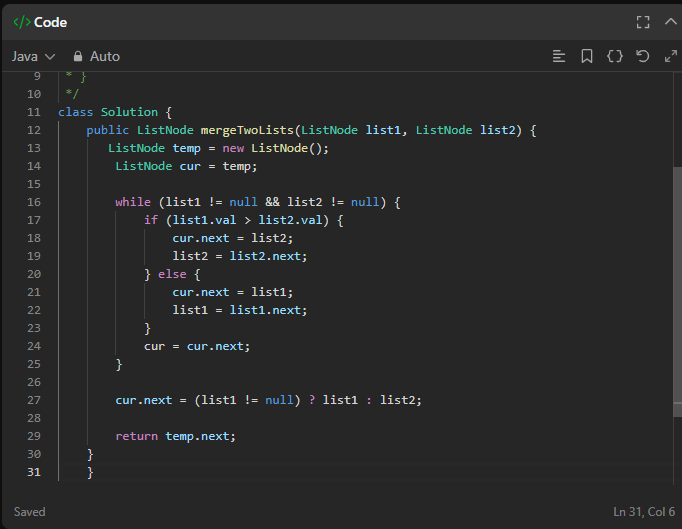 </> Code
Java Auto
9 * }
10 */
11 class Solution {
12 public ListNode mergeTwoLists(ListNode list1, ListNode list2) {
13 ListNode temp = new ListNode();
14 ListNode cur = temp;
15
16 while (list1 != null && list2 != null) {
17 if (list1.val > list2.val) {
18 cur.next = list2;
19 list2 = list2.next;
20 } else {
21 cur.next = list1;
22 list1 = list1.next;
23 }
24 cur = cur.next;
25 }
26
27 cur.next = (list1 != null) ? list1 : list2;
28
29 return temp.next;
30 }
31 }
Saved Ln 31, Col 6